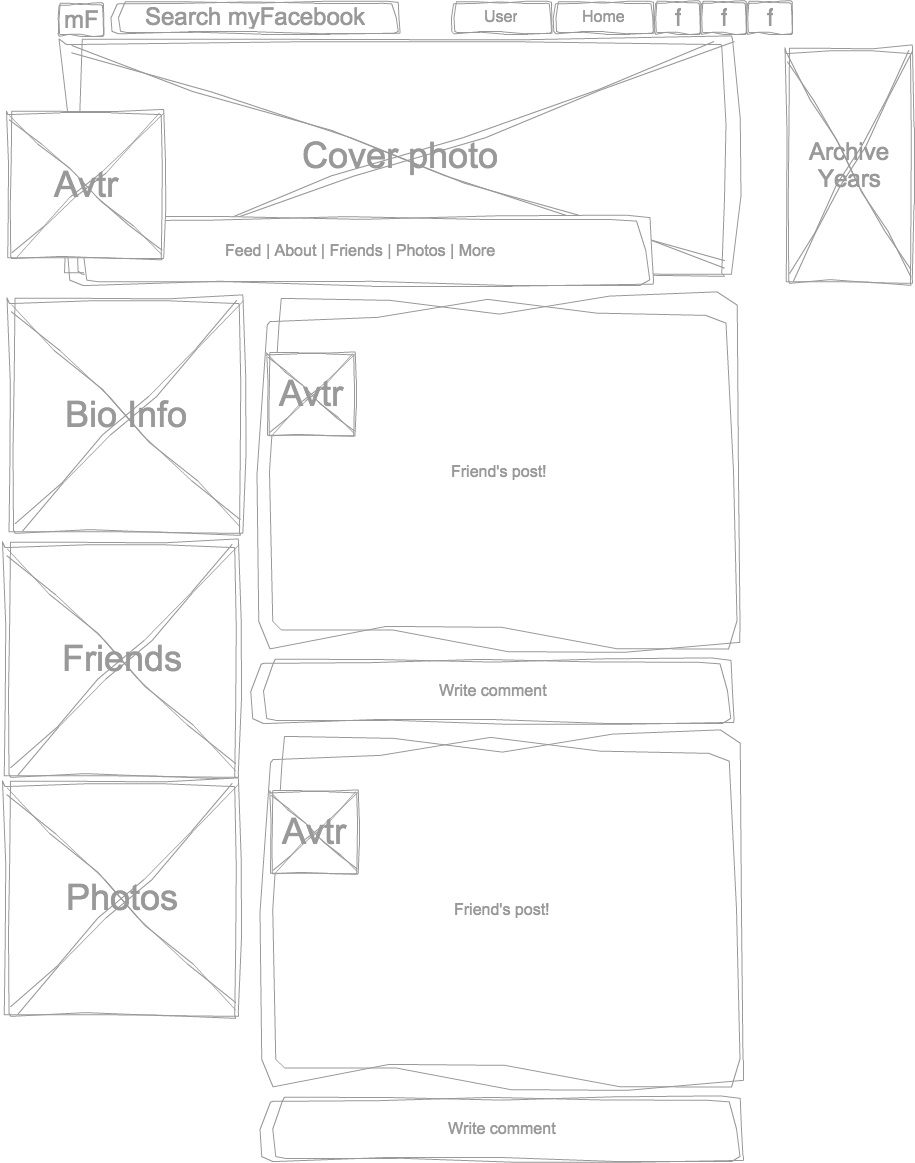 mF
Search myFacebook
User
Home
f
f
f
Cover photo
Avtr
Archive
Years
Feed | About | Friends | Photos | More
Bio Info
Avtr
Friend's post!
Friends
Write comment
Photos
Avtr
Friend's post!
Write comment